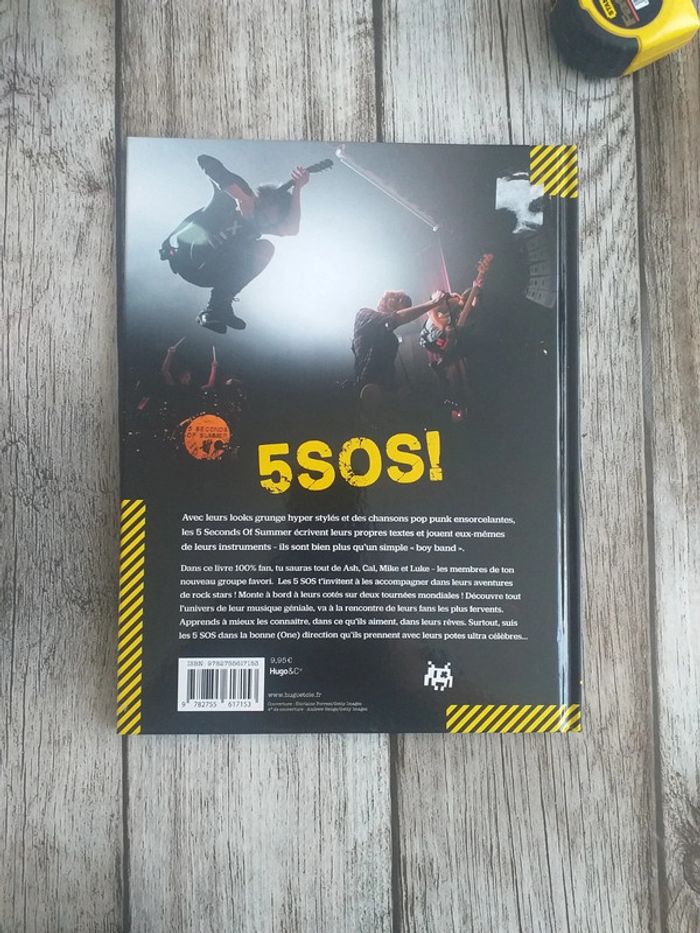 STAN
5 SECONDS
OF SUMMER
5SOS!
Avec leurs looks grunge hyper stylés et des chansons pop punk ensorcelantes,
les 5 Seconds Of Summer écrivent leurs propres textes et jouent eux-mêmes
de leurs instruments – ils sont bien plus qu'un simple « boy band ».
Dans ce livre 100% fan, tu sauras tout de Ash, Cal, Mike et Luke – les membres de ton
nouveau groupe favori. Les 5 SOS t'invitent à les accompagner dans leurs aventures
de rock stars ! Monte à bord à leurs cotés sur deux tournées mondiales ! Découvre tout
l'univers de leur musique géniale, va à la rencontre de leurs fans les plus fervents.
Apprends à mieux les connaitre, dans ce qu'ils aiment, dans leurs rêves. Surtout, suis
les 5 SOS dans la bonne (One) direction qu'ils prennent avec leurs potes ultra célèbres...
ISBN 9782755617153
9,95€
Hugo&Cie
www.hugoetcie.fr
9 782755 617153